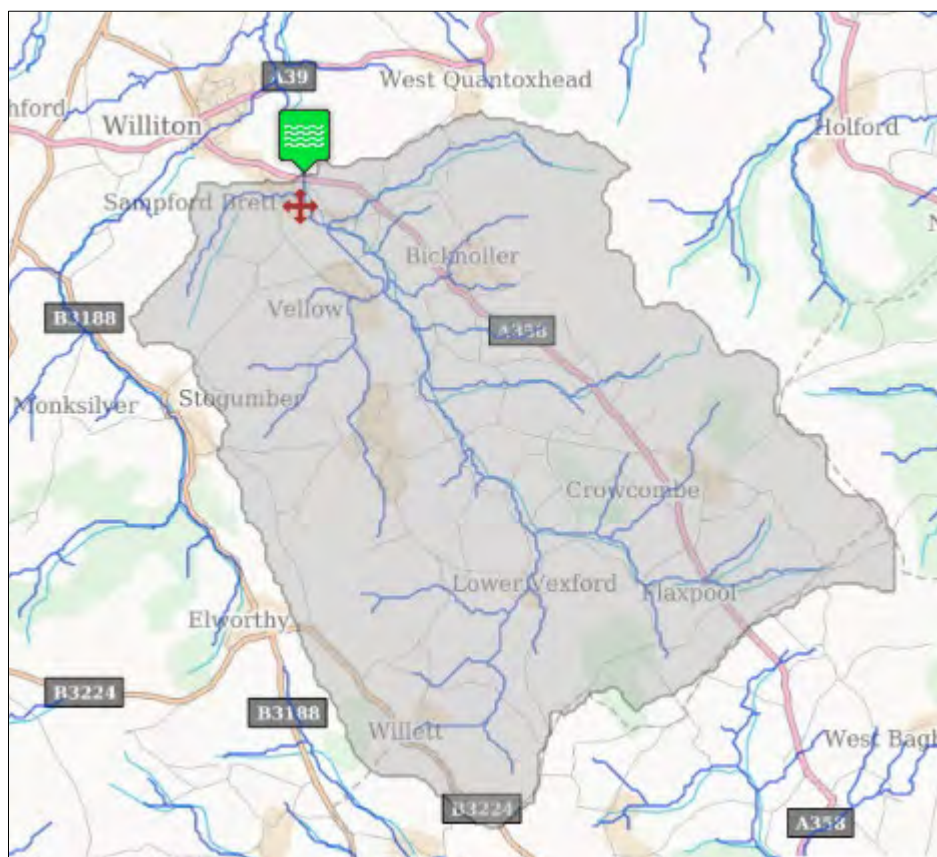 A39
West Quantoxhead
hford
Williton
Holford
Sampford Brett
N
Bicknoller
Vellow
B3188
A358
Monksilver
Stogumber
Crowcombe
Lower Vexford
Flaxpool
Elworthy
B3224
B3188
Willett
West Bagh
B3224
A358